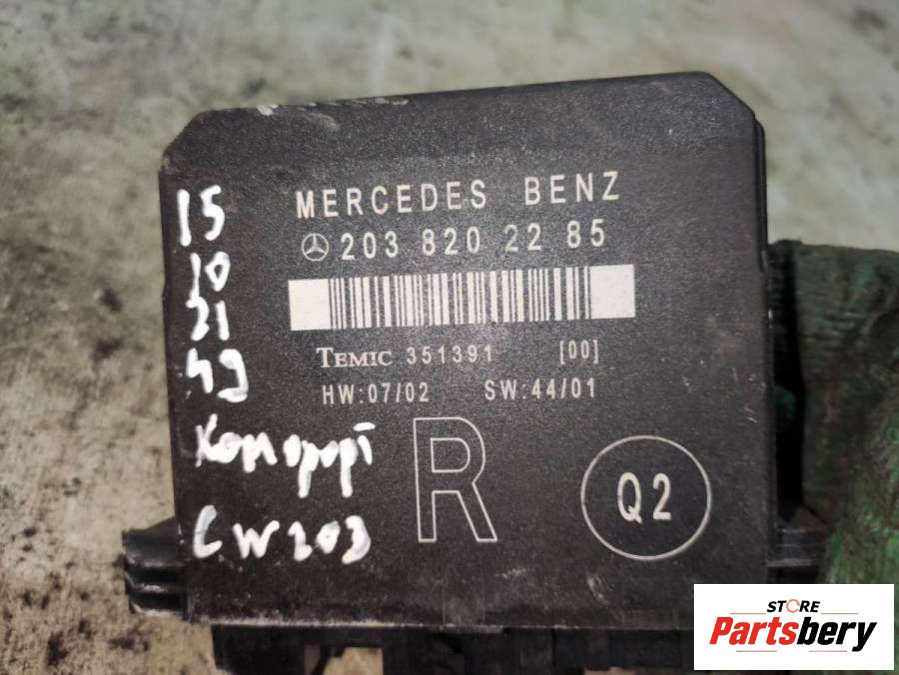 MERCEDES BENZ
203 820 22 85
TEMIC 351391 [00]
HW:07/02 SW:44/01
R
Q2
15
10
21
49
Комфорт
CW203
STORE
Partsbery